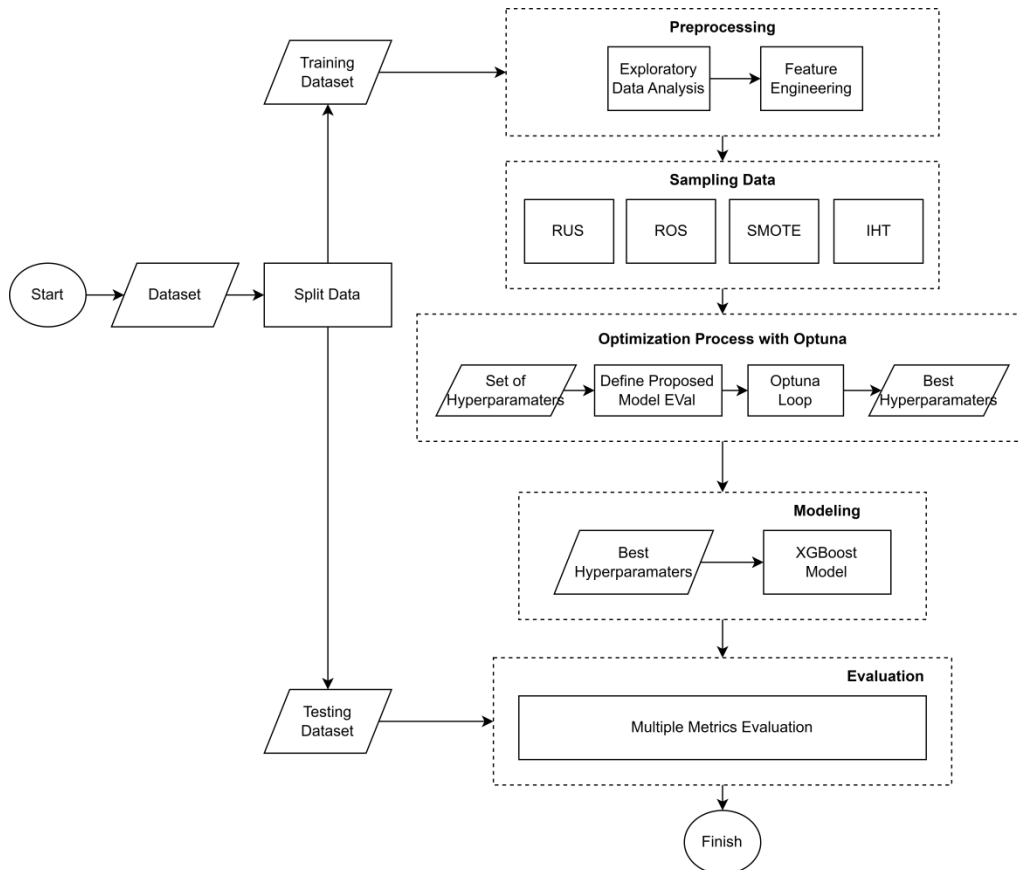 Preprocessing
Training
Dataset
Exploratory
Data Analysis
Feature
Engineering
Sampling Data
RUS
ROS
SMOTE
IHT
Start
Dataset
Split Data
Optimization Process with Optuna
Set of
Hyperparamaters
Define Proposed
Model EVal
Optuna
Loop
Best
Hyperparamaters
Modeling
Best
Hyperparamaters
XGBoost
Model
Evaluation
Testing
Dataset
Multiple Metrics Evaluation
Finish